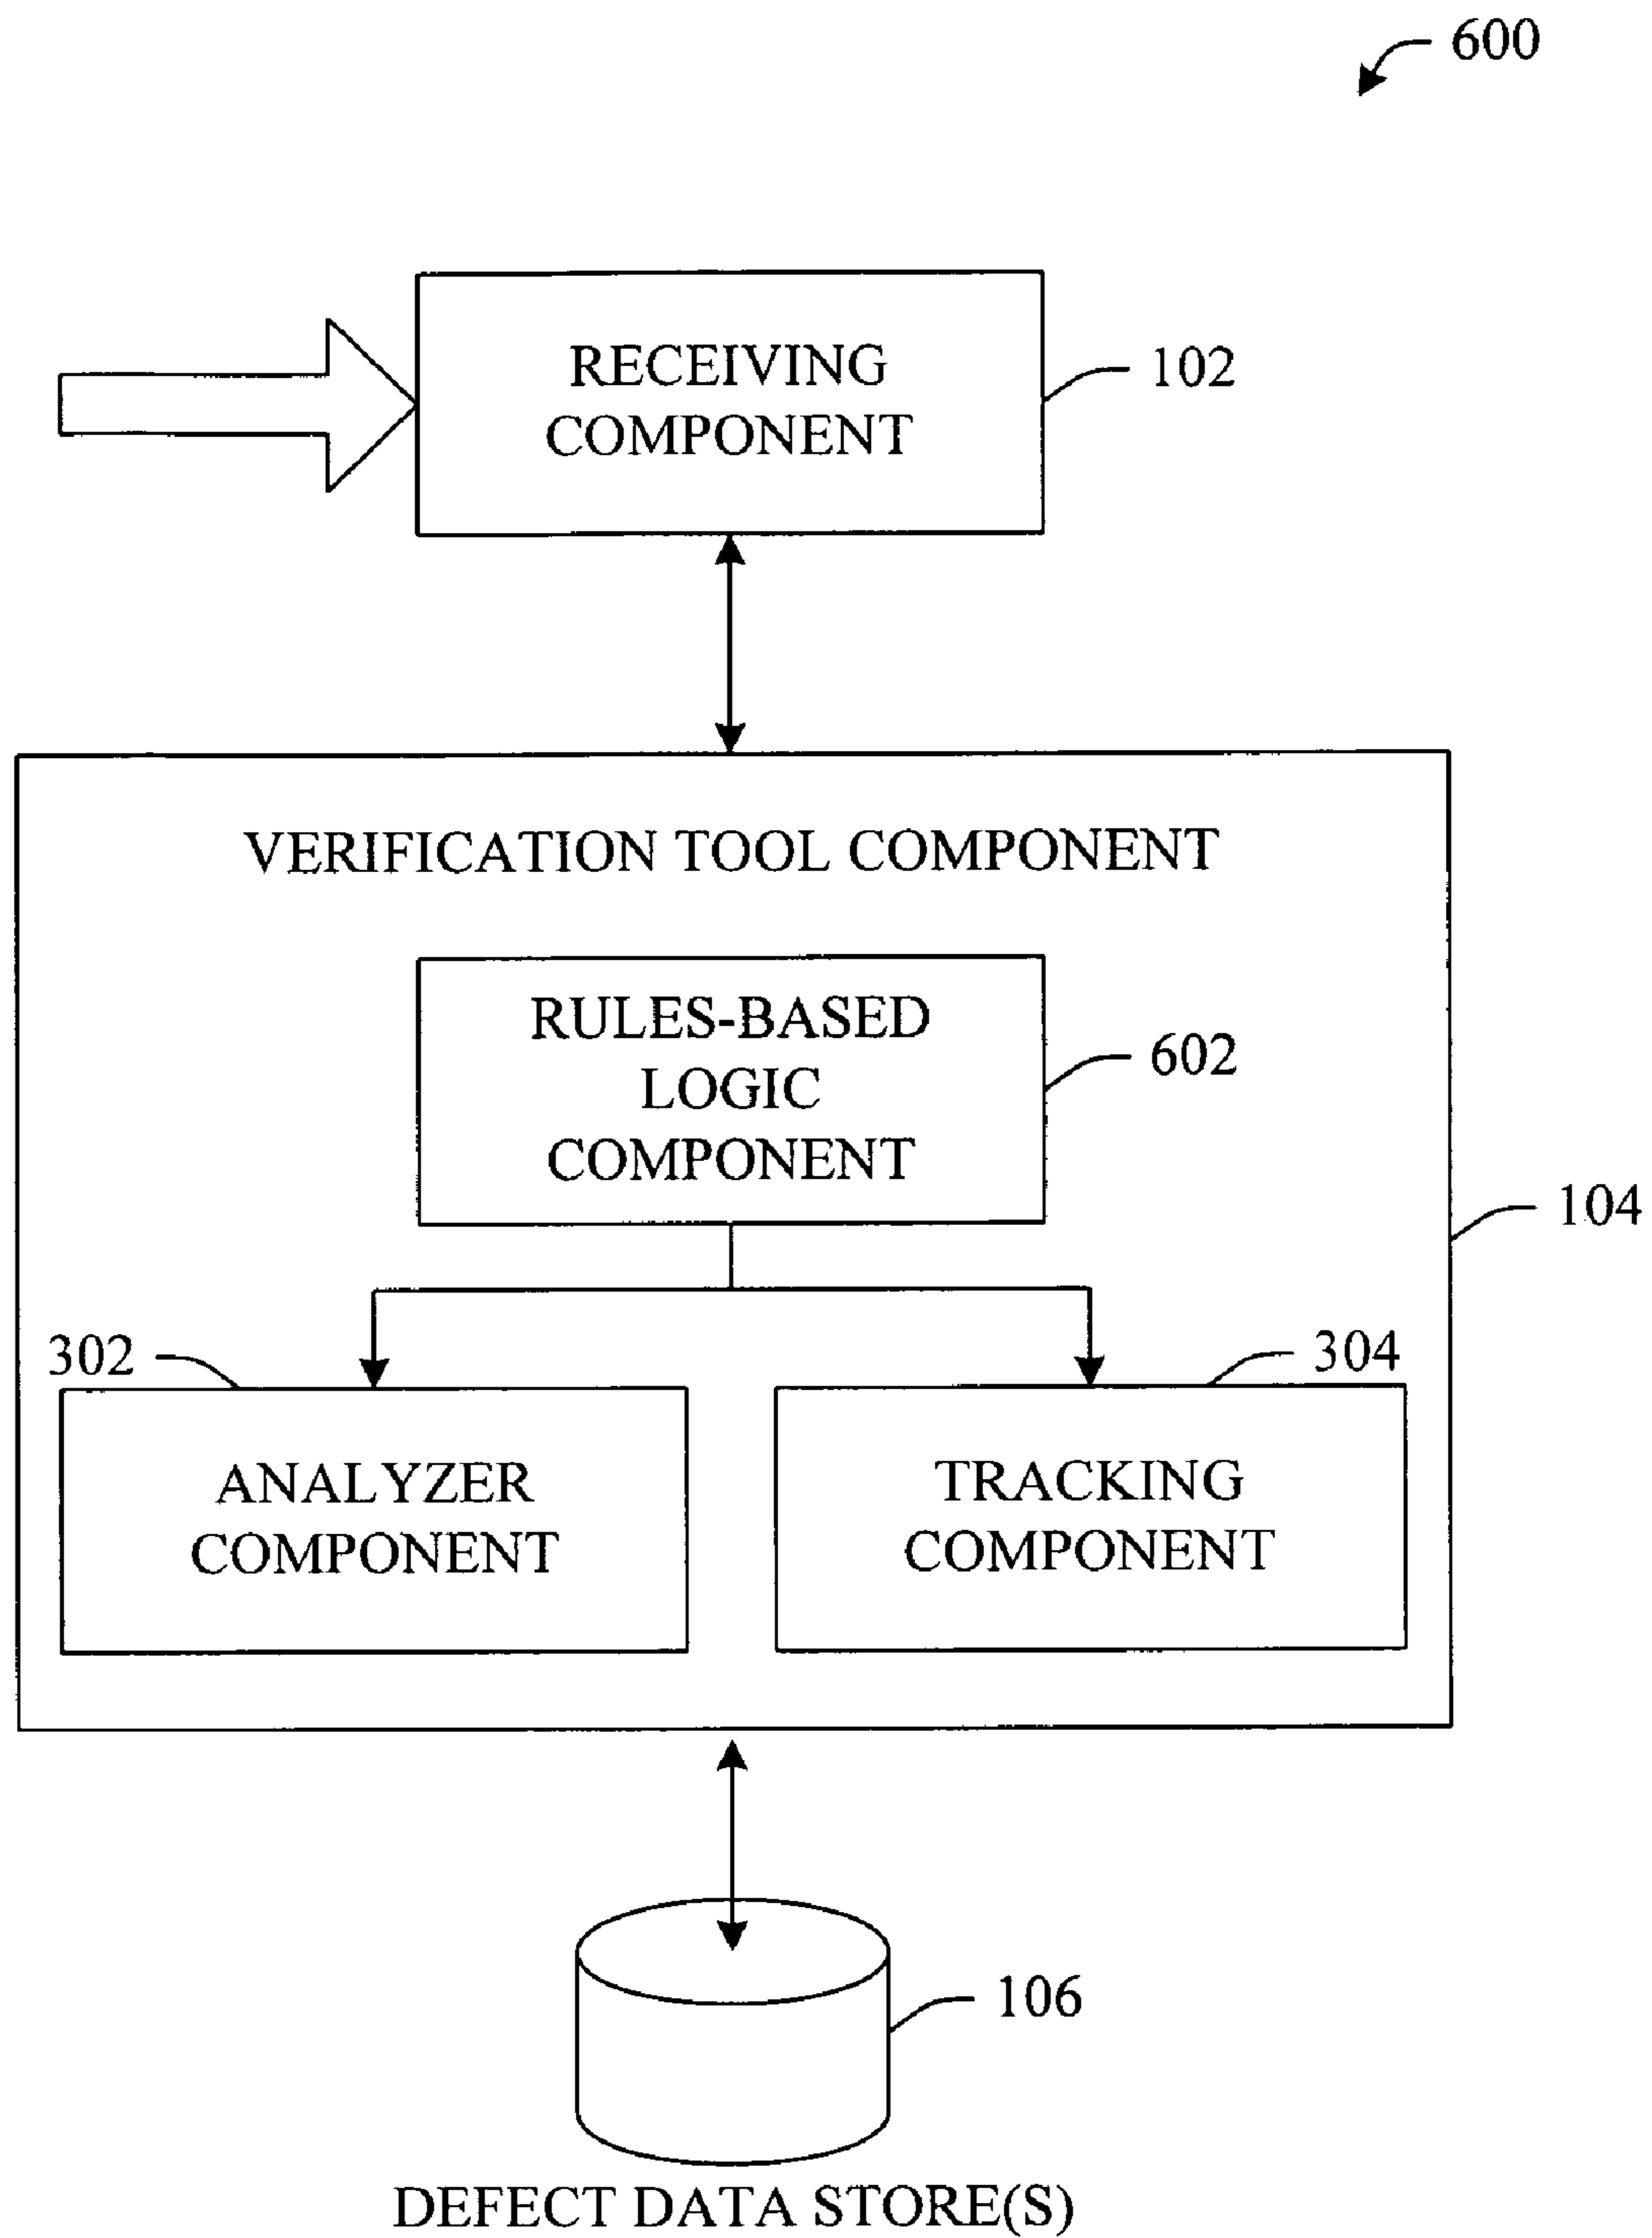 600
RECEIVING
COMPONENT
102
VERIFICATION TOOL COMPONENT
RULES-BASED
LOGIC
COMPONENT
602
104
302
304
ANALYZER
COMPONENT
TRACKING
COMPONENT
106
DEFECT DATA STORE(S)